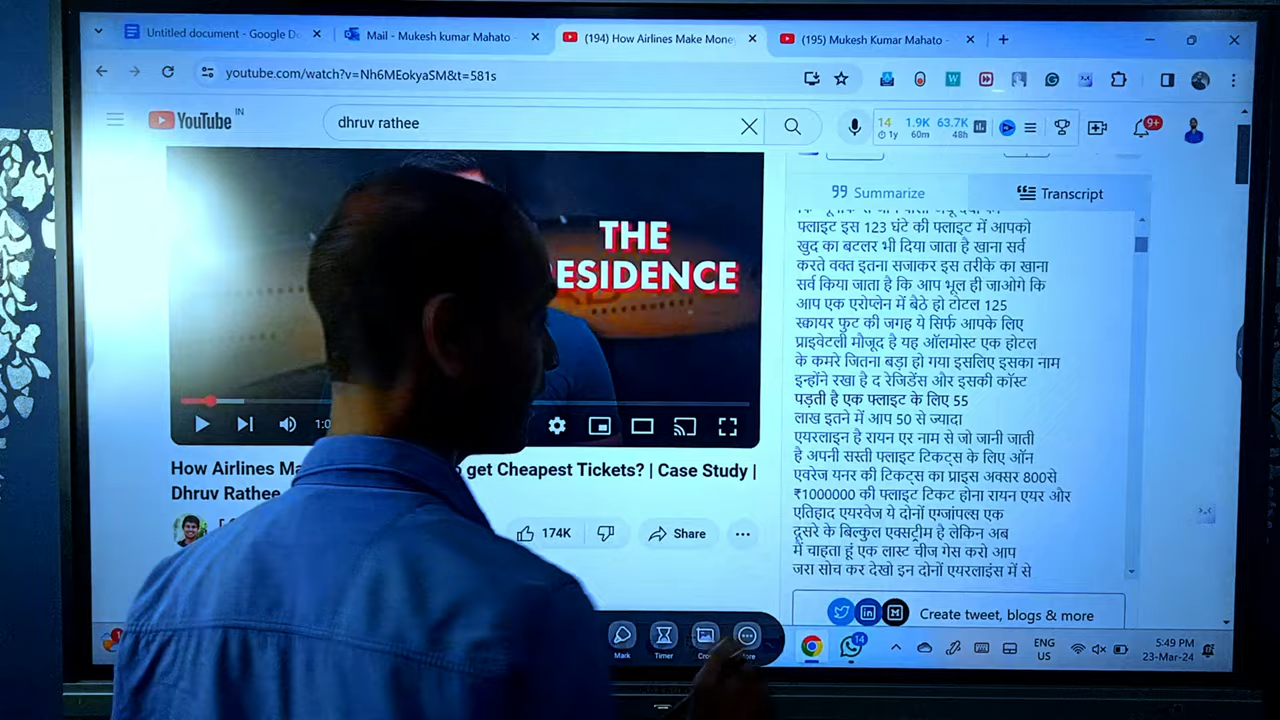 Untitled document - Google D
Mail - Mukesh kumar Mahato
(194) How Airlines Make Mone
(195) Mukesh Kumar Mahato -
youtube.com/watch?v=Nh6MEokyaSM&t=581s
YouTube IN
dhruv rathee
14 1.9K 63.7K
1y 60m 48h
9+
THE
ESIDENCE
1:0
How Airlines Ma
o get Cheapest Tickets? | Case Study |
Dhruv Rathee
174K
Share
Summarize
Transcript
फ्लाइट इस 123 घंटे की फ्लाइट में आपको
खुद का बटलर भी दिया जाता है खाना सर्व
करते वक्त इतना सजाकर इस तरीके का खाना
सर्व किया जाता है कि आप भूल ही जाओगे कि
आप एक एरोप्लेन में बेठे हो टोटल 125
स्क्वायर फुट की जगह ये सिर्फ आपके लिए
प्राइवेटली मौजूद है यह ऑलमोस्ट एक होटल
के कमरे जितना बड़ा हो गया इसलिए इसका नाम
इन्होंने रखा है द रेजिडेंस और इसकी कॉस्ट
पड़ती है एक फ्लाइट के लिए 55
लाख इतने में आप 50 से ज्यादा
एयरलाइन है रायन एर नाम से जो जानी जाती
है अपनी सस्ती फ्लाइट टिकट्स के लिए ऑन
एवरेज यनर की टिकट्स का प्राइस अक्सर 800से
₹1000000 की फ्लाइट टिकट होना रायन एयर और
एतिहाद एयरवेज ये दोनों एग्जांपल्स एक
दूसरे के बिल्कुल एक्सट्रीम है लेकिन अब
में चाहता हूं एक लास्ट चीज गेस करो आप
जरा सोच कर देखो इन दोनों एयरलाइंस में से
Create tweet, blogs & more
Mark
Timer
14
ENG
US
5:49 PM
23-Mar-24